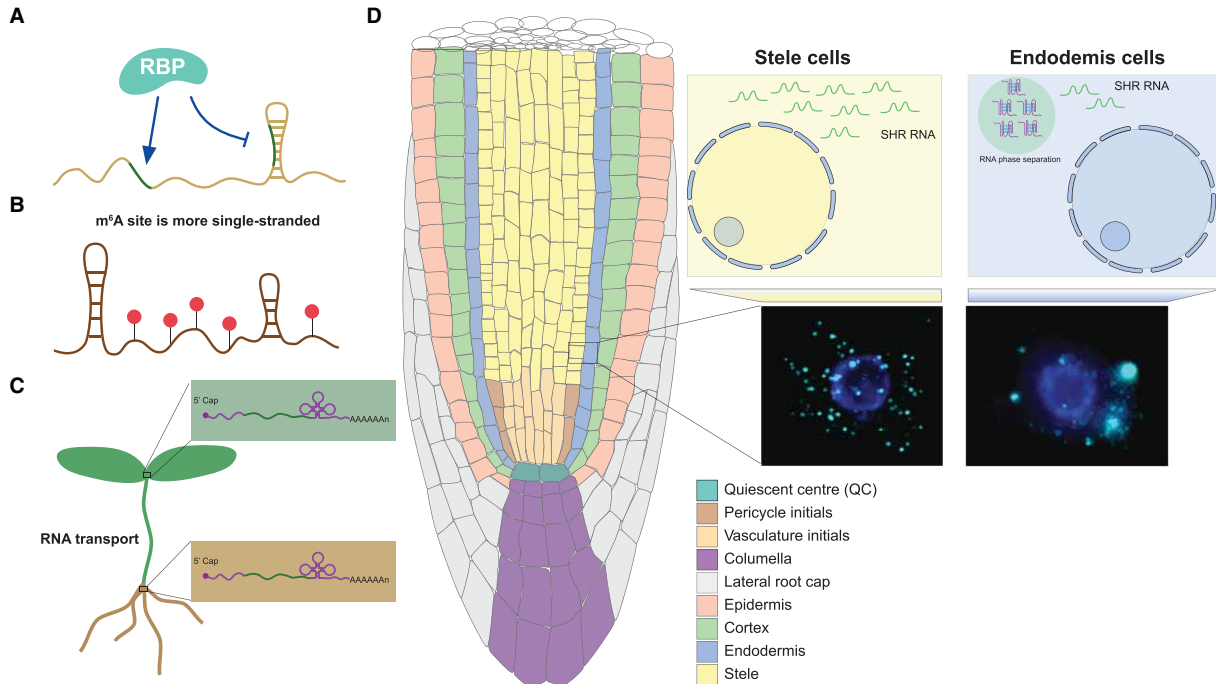 A
RBP
B
m⁶A site is more single-stranded
C
5' Cap
AAAAAAn
RNA transport
5' Cap
AAAAAAn
D
Stele cells
SHR RNA
Endodemis cells
SHR RNA
RNA phase separation
Quiescent centre (QC)
Pericycle initials
Vasculature initials
Columella
Lateral root cap
Epidermis
Cortex
Endodermis
Stele